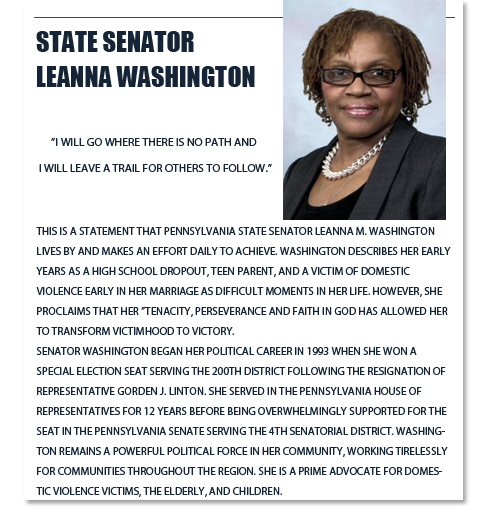 STATE SENATOR
LEANNA WASHINGTON
"I WILL GO WHERE THERE IS NO PATH AND
I WILL LEAVE A TRAIL FOR OTHERS TO FOLLOW."
THIS IS A STATEMENT THAT PENNSYLVANIA STATE SENATOR LEANNA M. WASHINGTON
LIVES BY AND MAKES AN EFFORT DAILY TO ACHIEVE. WASHINGTON DESCRIBES HER EARLY
YEARS AS A HIGH SCHOOL DROPOUT, TEEN PARENT, AND A VICTIM OF DOMESTIC
VIOLENCE EARLY IN HER MARRIAGE AS DIFFICULT MOMENTS IN HER LIFE. HOWEVER, SHE
PROCLAIMS THAT HER "TENACITY, PERSEVERANCE AND FAITH IN GOD HAS ALLOWED HER
TO TRANSFORM VICTIMHOOD TO VICTORY.
SENATOR WASHINGTON BEGAN HER POLITICAL CAREER IN 1993 WHEN SHE WON A
SPECIAL ELECTION SEAT SERVING THE 200TH DISTRICT FOLLOWING THE RESIGNATION OF
REPRESENTATIVE GORDEN J. LINTON. SHE SERVED IN THE PENNSYLVANIA HOUSE OF
REPRESENTATIVES FOR 12 YEARS BEFORE BEING OVERWHELMINGLY SUPPORTED FOR THE
SEAT IN THE PENNSYLVANIA SENATE SERVING THE 4TH SENATORIAL DISTRICT. WASHING-
TON REMAINS A POWERFUL POLITICAL FORCE IN HER COMMUNITY, WORKING TIRELESSLY
FOR COMMUNITIES THROUGHOUT THE REGION. SHE IS A PRIME ADVOCATE FOR DOMES-
TIC VIOLENCE VICTIMS, THE ELDERLY, AND CHILDREN.